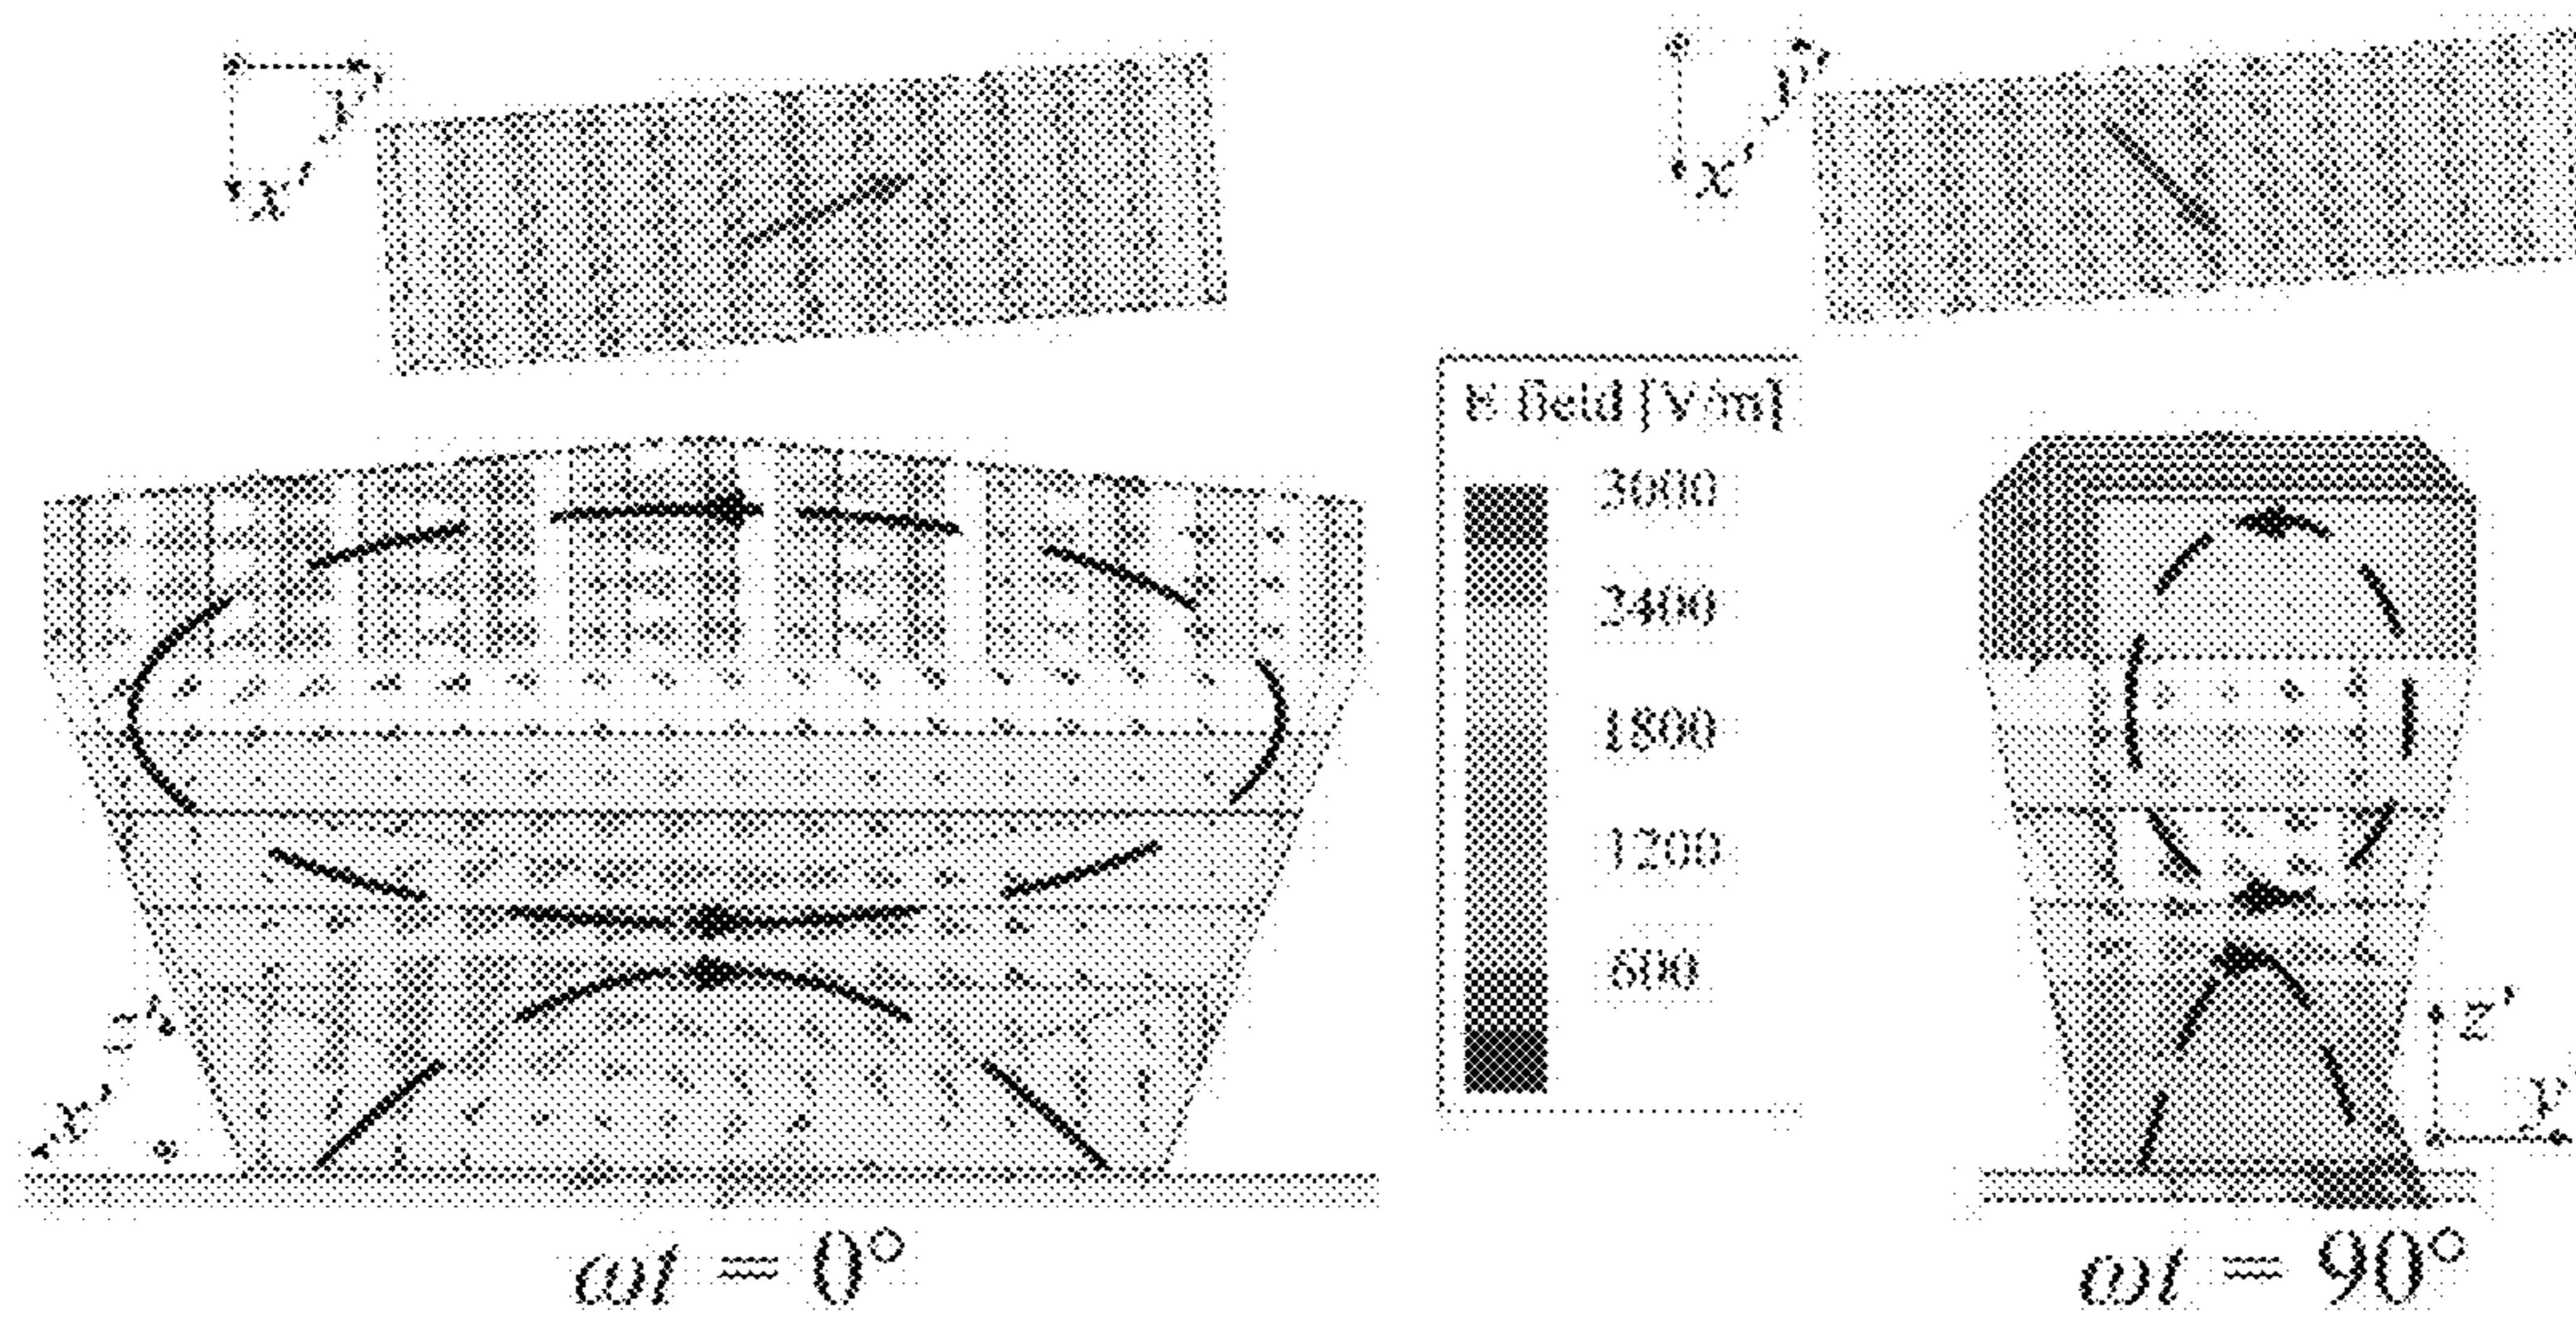 y'
x'
y'
x'
E field [V/m]
3000
2400
1800
1200
600
z'
x'
z'
y
ωt = 0°
ωt = 90°